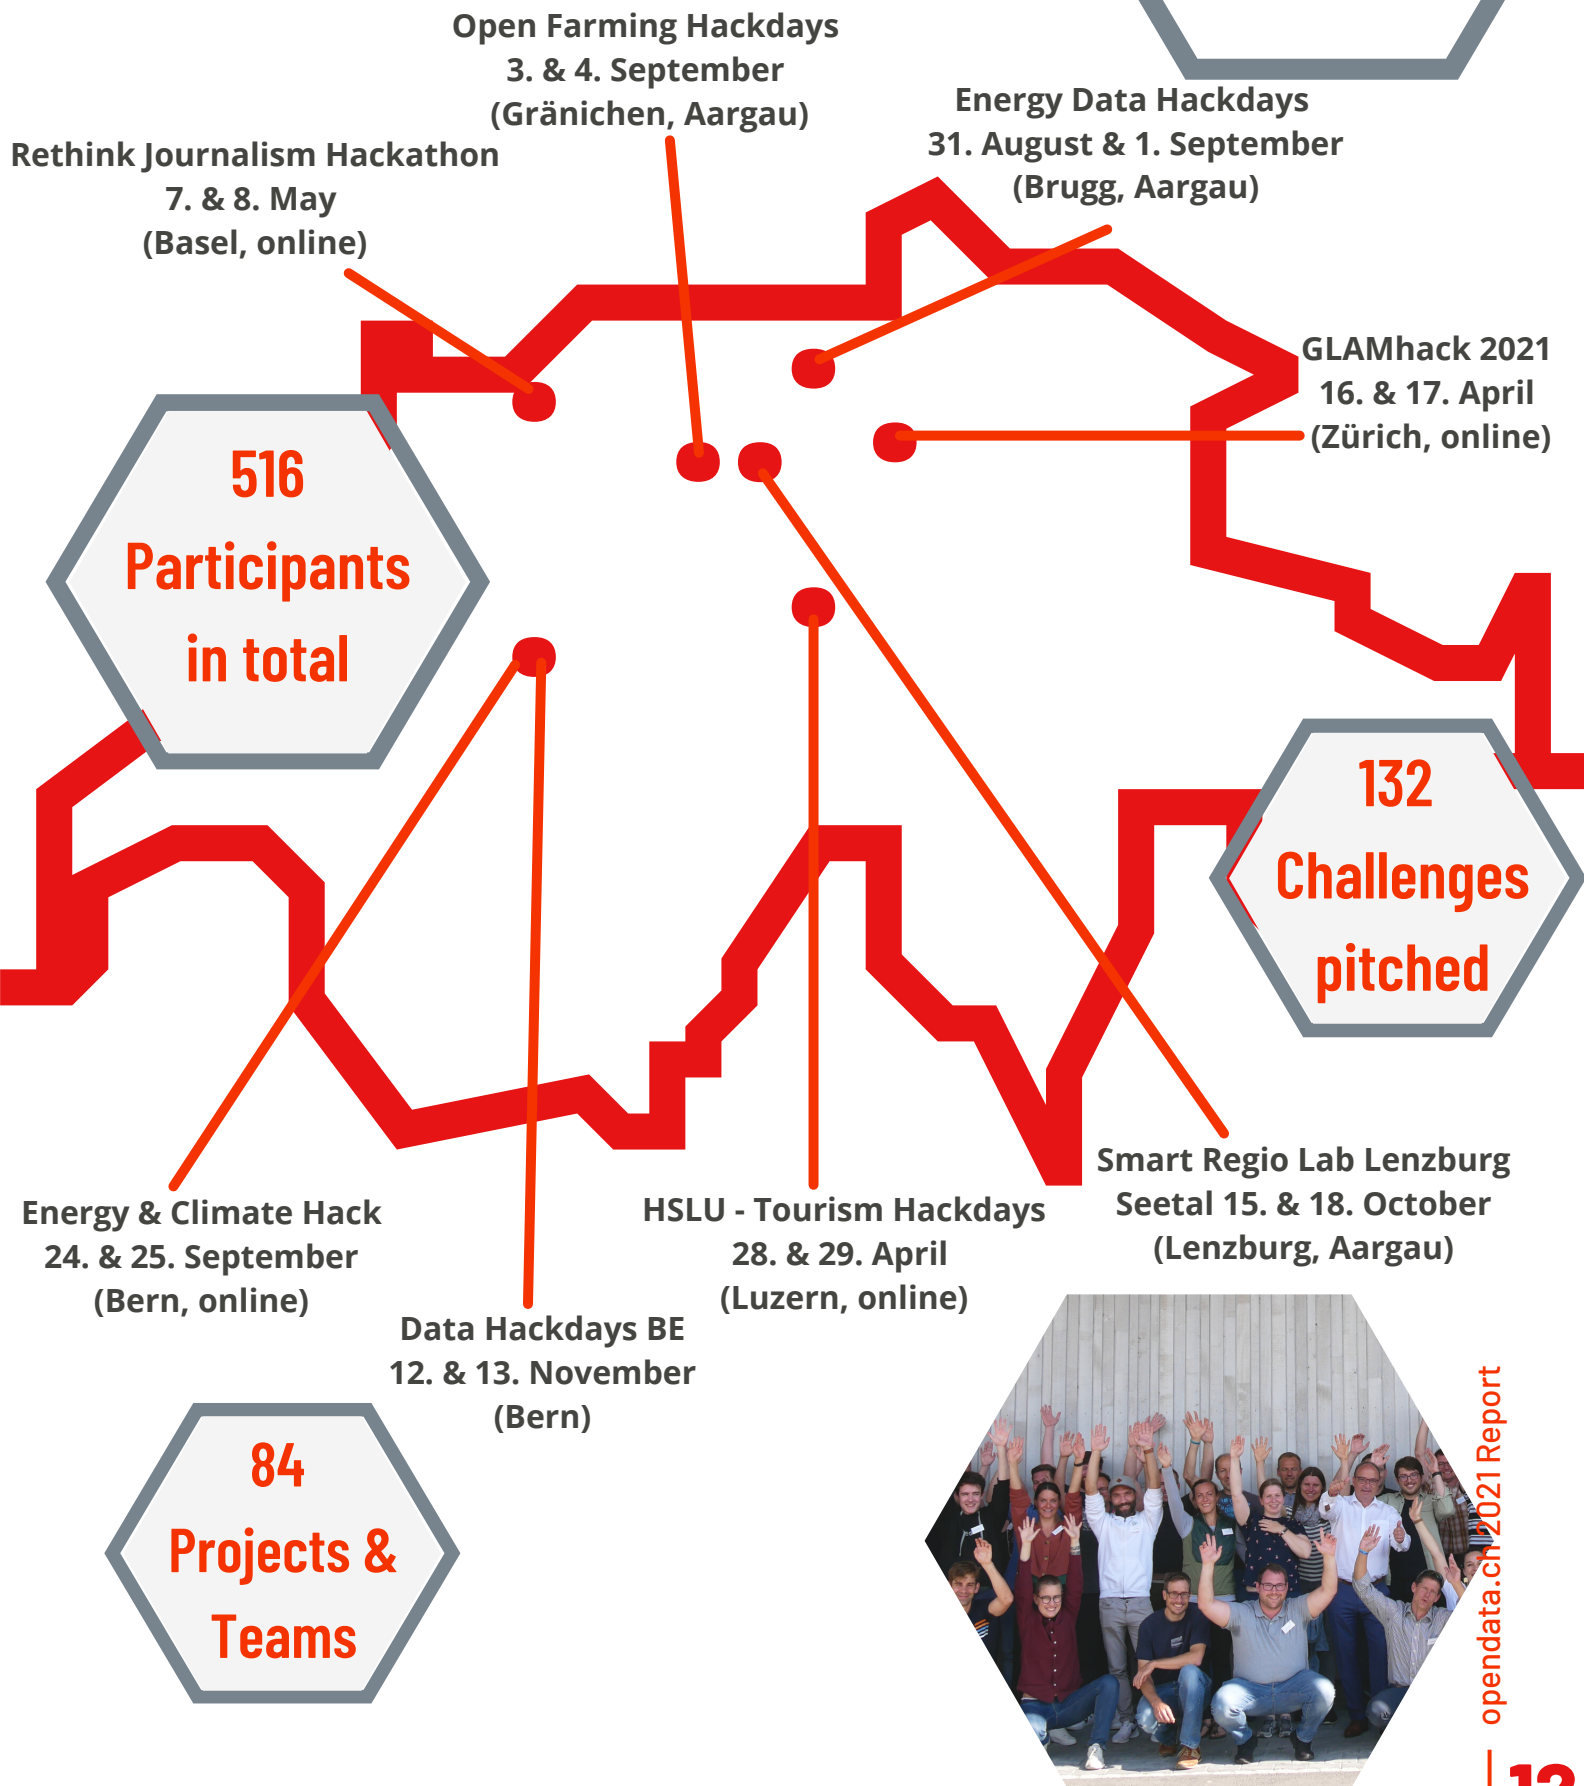 Open Farming Hackdays
3. & 4. September
(Gränichen, Aargau)
Energy Data Hackdays
31. August & 1. September
(Brugg, Aargau)
Rethink Journalism Hackathon
7. & 8. May
(Basel, online)
GLAMhack 2021
16. & 17. April
(Zürich, online)
516
Participants
in total
132
Challenges
pitched
Smart Regio Lab Lenzburg
Seetal 15. & 18. October
(Lenzburg, Aargau)
Energy & Climate Hack
24. & 25. September
(Bern, online)
HSLU - Tourism Hackdays
28. & 29. April
(Luzern, online)
Data Hackdays BE
12. & 13. November
(Bern)
84
Projects &
Teams
opendata.ch 2021 Report